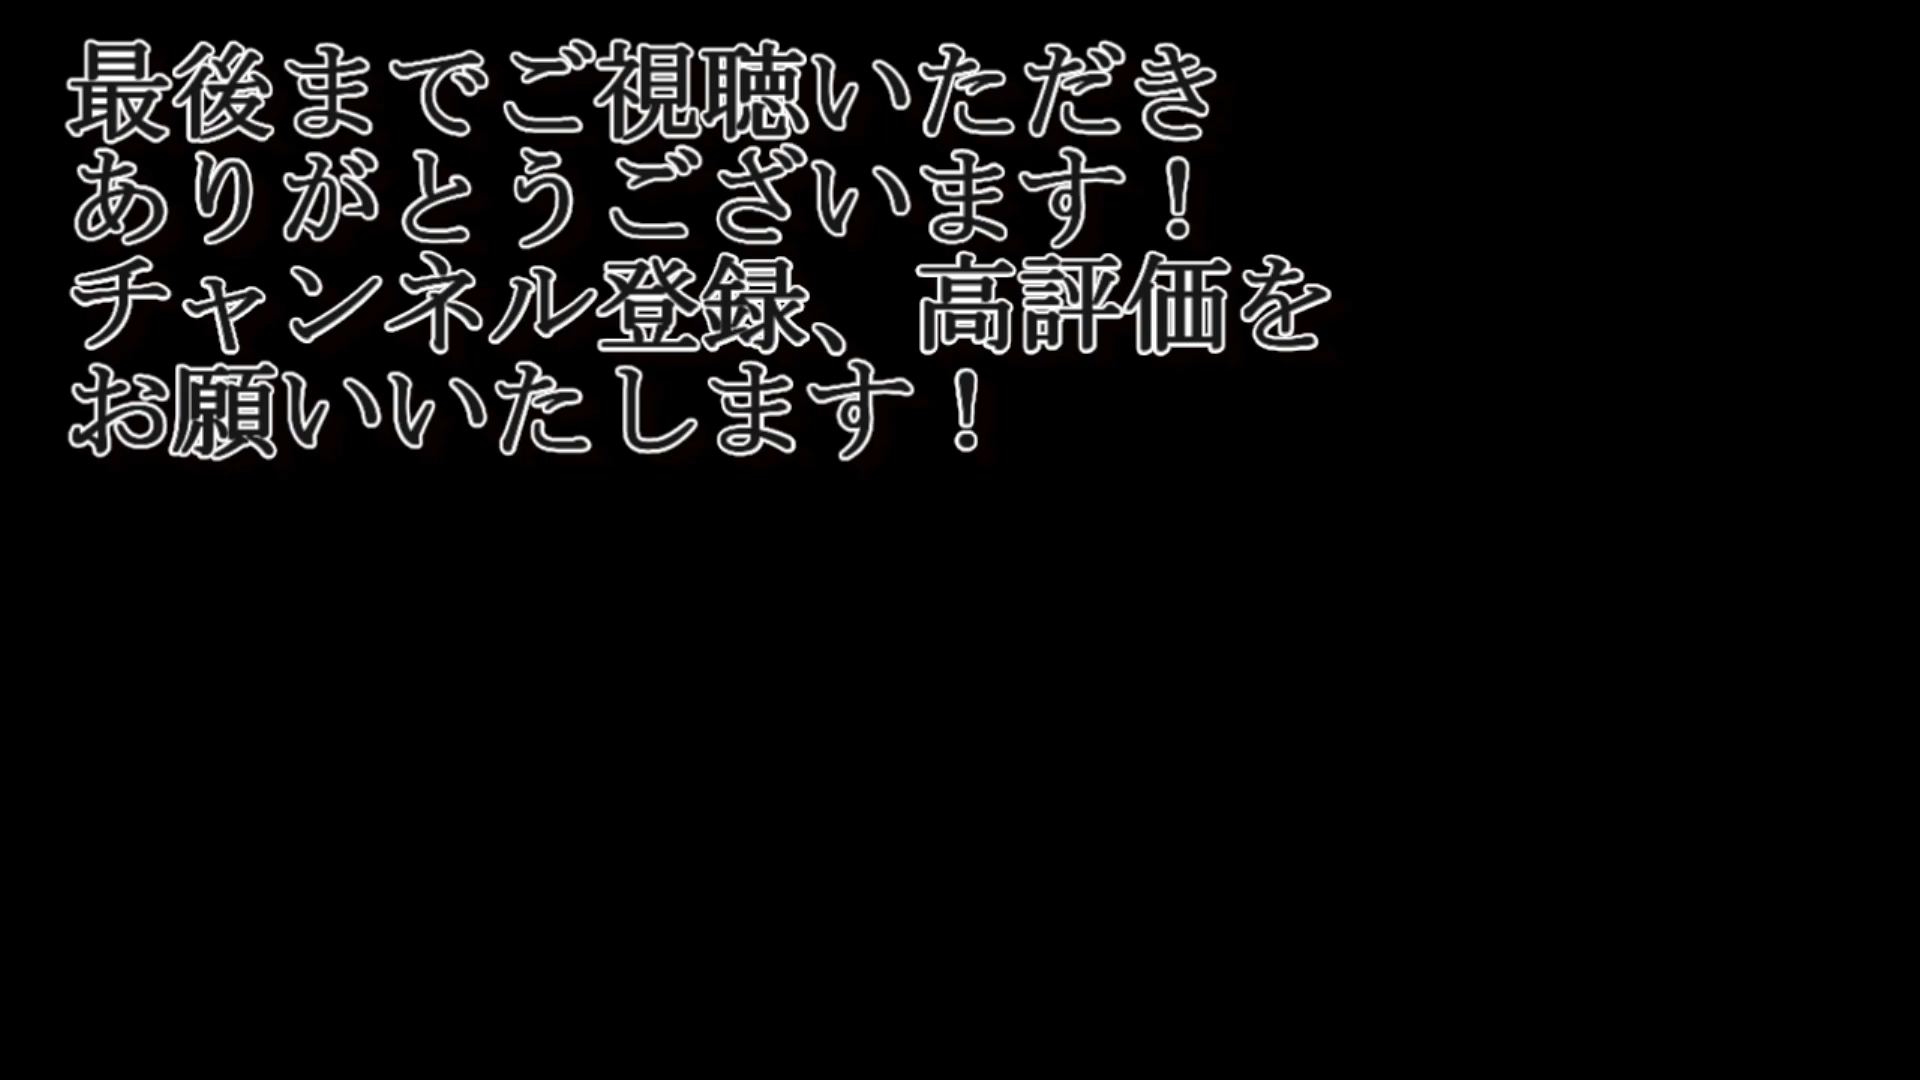 最後までご視聴いただき
ありがとうございます！
チャンネル登録、高評価を
お願いいたします！